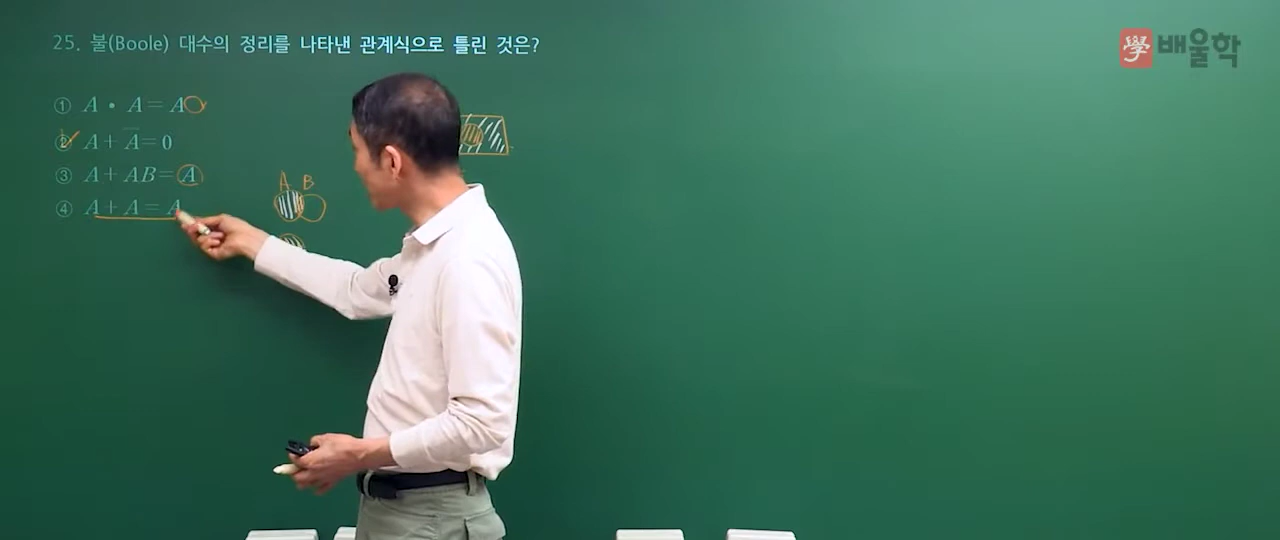 25. 불(Boole) 대수의 정리를 나타낸 관계식으로 틀린 것은?
學 배울학
① A • A = A
② A + A̅ = 0
③ A + AB = A
④ A + A = A
A B